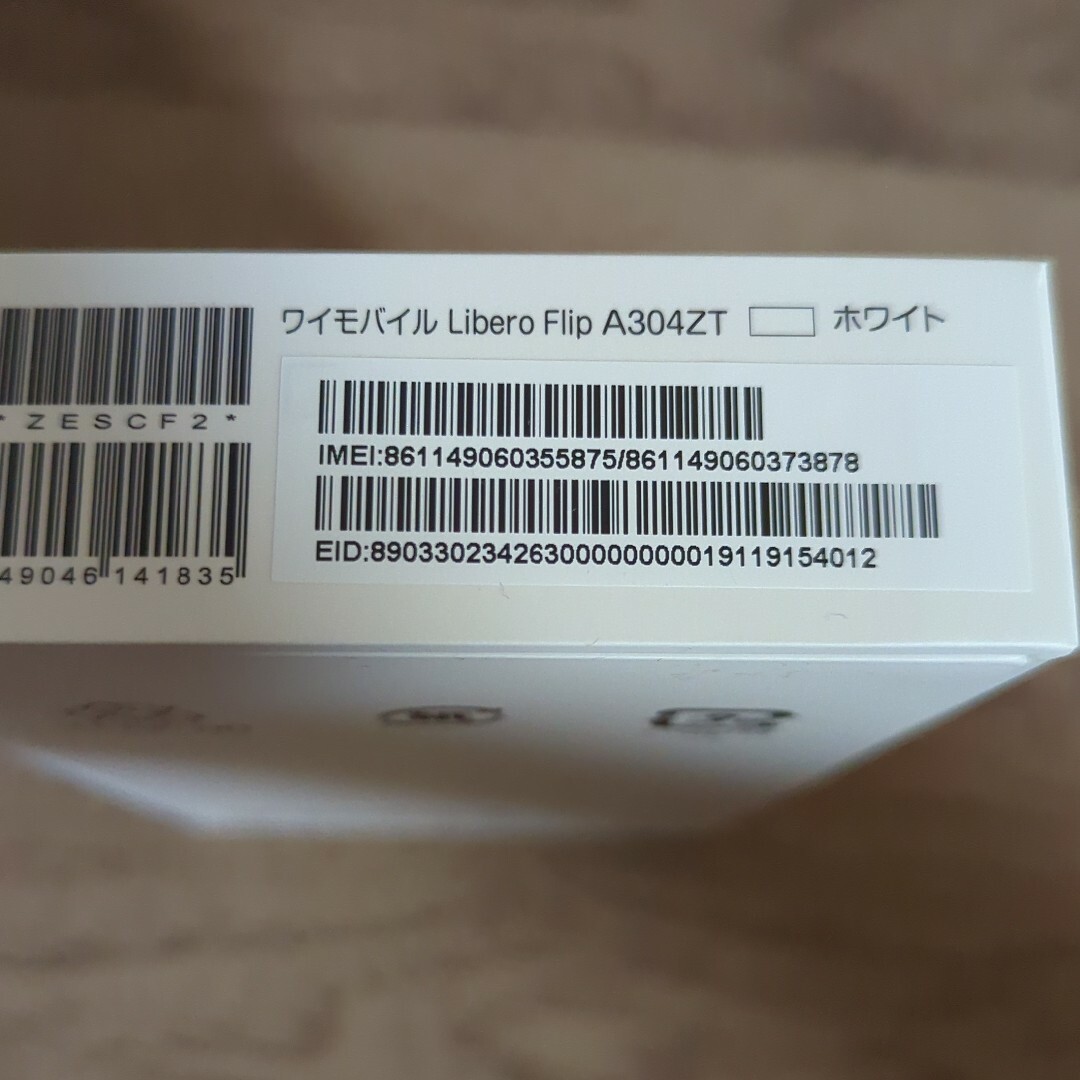 ワイモバイル Libero Flip A304ZT ホワイト
*ZESCF2*
49046 141835
IMEI:861149060355875/861149060373878
EID:89033023426300000000019119154012